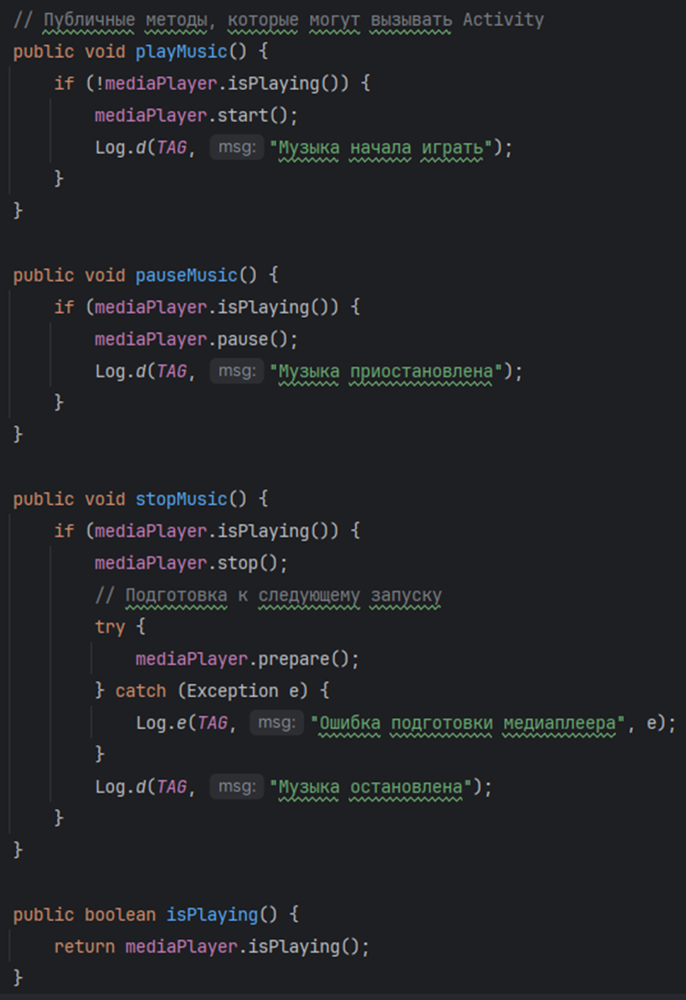 // Публичные методы, которые могут вызывать Activity
public void playMusic() {
if (!mediaPlayer.isPlaying()) {
mediaPlayer.start();
Log.d(TAG, msg: "Музыка начала играть");
}
}
public void pauseMusic() {
if (mediaPlayer.isPlaying()) {
mediaPlayer.pause();
Log.d(TAG, msg: "Музыка приостановлена");
}
}
public void stopMusic() {
if (mediaPlayer.isPlaying()) {
mediaPlayer.stop();
// Подготовка к следующему запуску
try {
mediaPlayer.prepare();
} catch (Exception e) {
Log.e(TAG, msg: "Ошибка подготовки медиаплеера", e);
}
Log.d(TAG, msg: "Музыка остановлена");
}
}
public boolean isPlaying() {
return mediaPlayer.isPlaying();
}